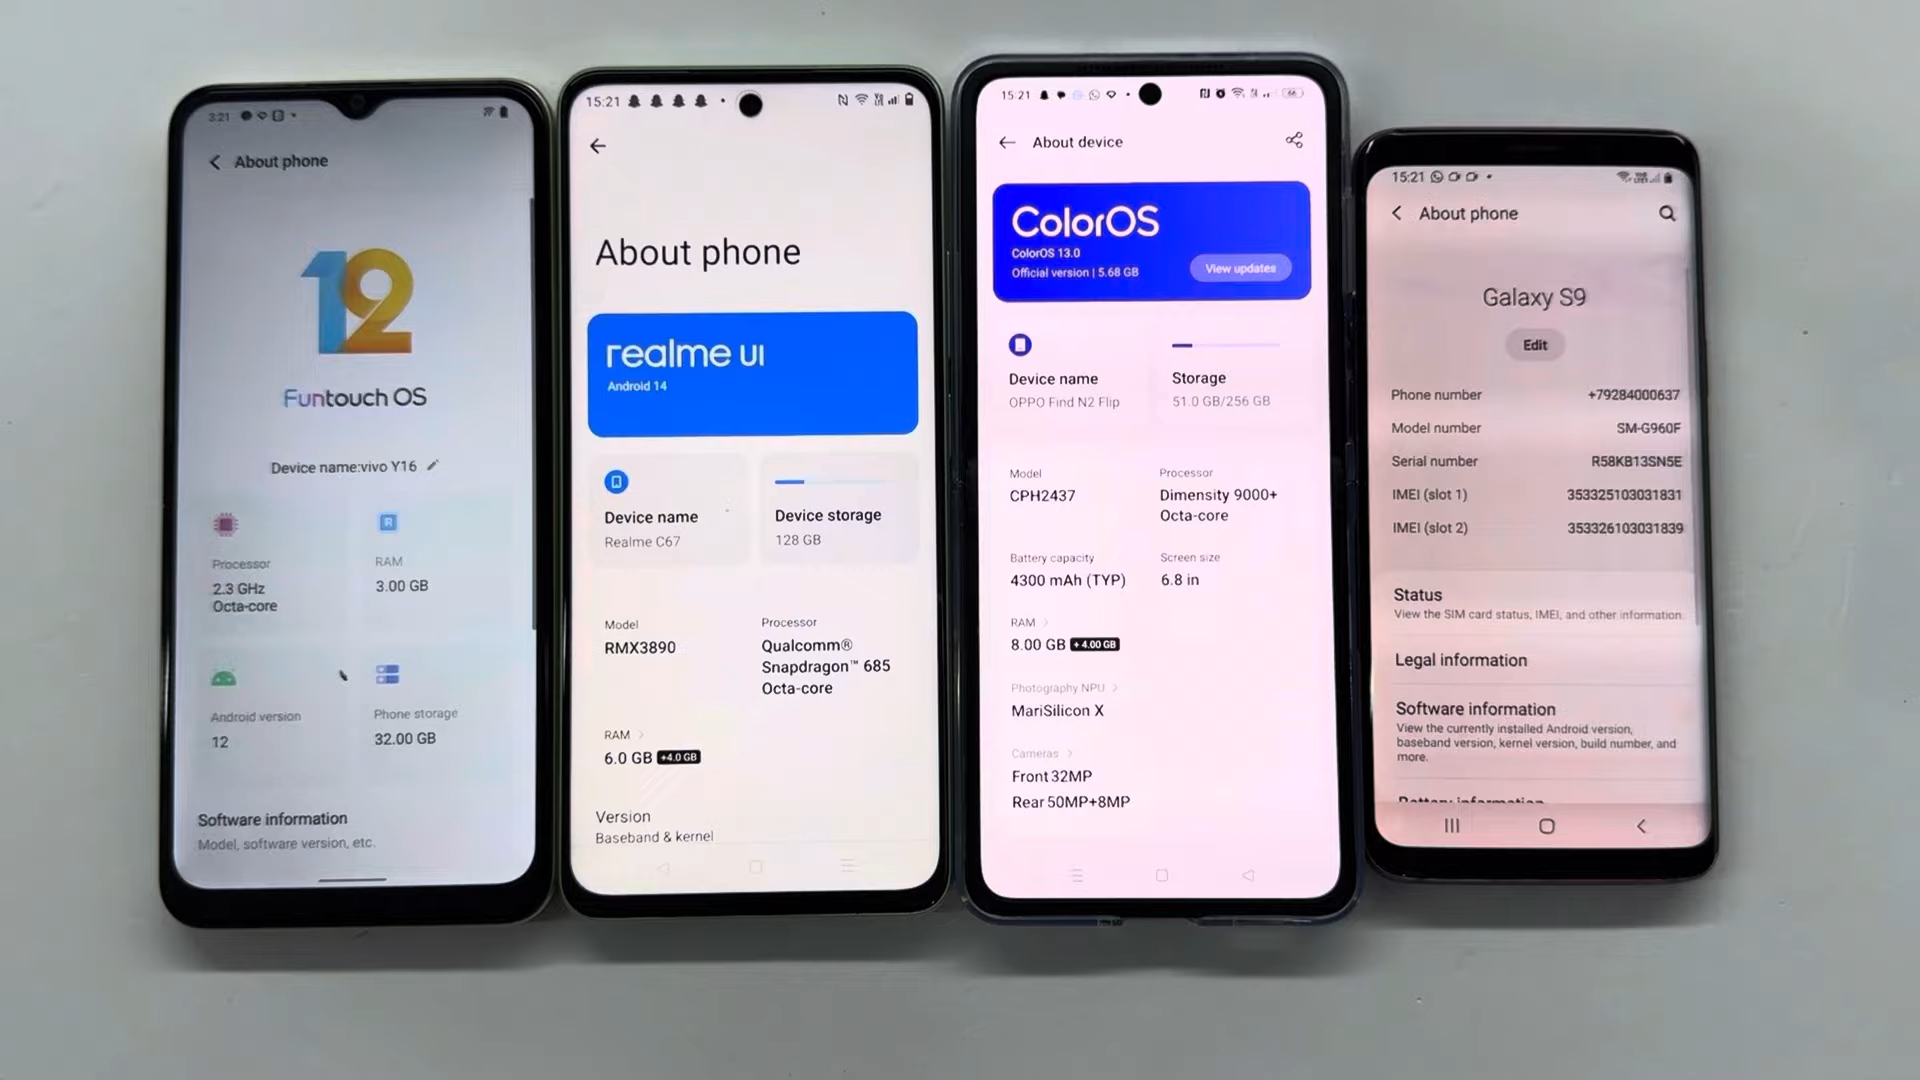 3:21
About phone
12
Funtouch OS
Device name:vivo Y16
Processor
2.3 GHz
Octa-core
R
RAM
3.00 GB
Android version
12
Phone storage
32.00 GB
Software information
Model, software version, etc.
15:21
About phone
realme UI
Android 14
Device name
Realme C67
Device storage
128 GB
Model
RMX3890
Processor
Qualcomm®
Snapdragon™ 685
Octa-core
RAM
6.0 GB +4.0 GB
Version
Baseband & kernel
15:21
66
About device
ColorOS
ColorOS 13.0
Official version | 5.68 GB
View updates
Device name
OPPO Find N2 Flip
Storage
51.0 GB/256 GB
Model
CPH2437
Processor
Dimensity 9000+
Octa-core
Battery capacity
4300 mAh (TYP)
Screen size
6.8 in
RAM
8.00 GB + 4.00 GB
Photography NPU
MariSilicon X
Cameras
Front 32MP
Rear 50MP+8MP
15:21
About phone
Galaxy S9
Edit
Phone number +79284000637
Model number SM-G960F
Serial number R58KB13SN5E
IMEI (slot 1) 353325103031831
IMEI (slot 2) 353326103031839
Status
View the SIM card status, IMEI, and other information.
Legal information
Software information
View the currently installed Android version,
baseband version, kernel version, build number, and
more.
Battery information